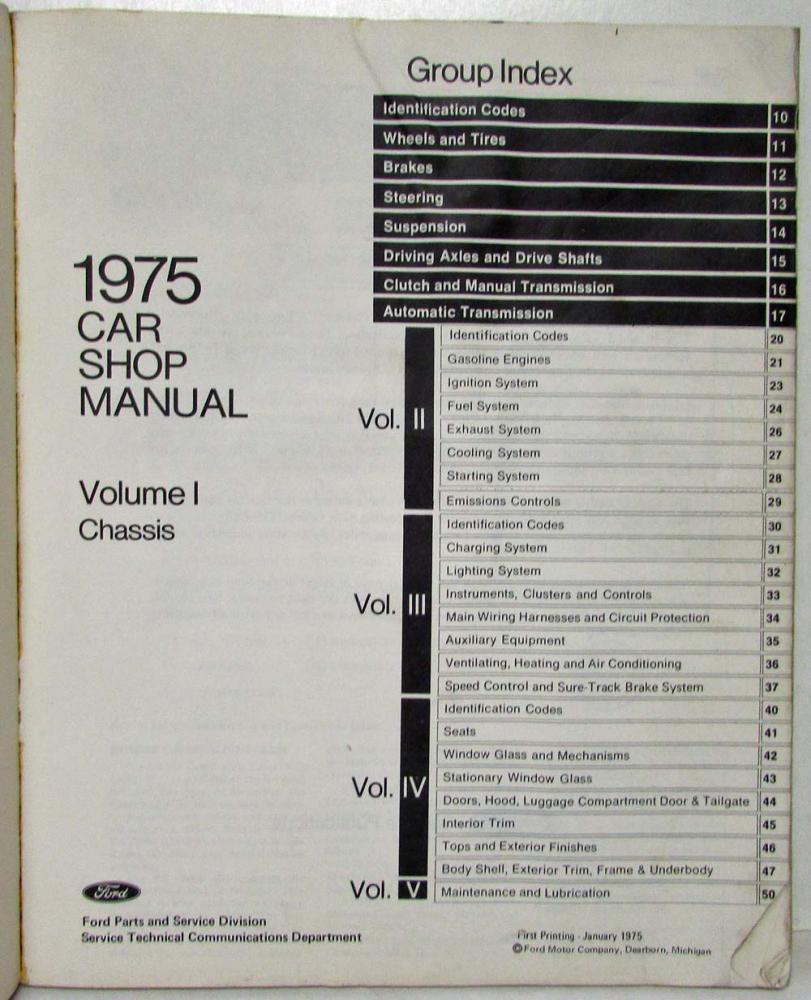 Group Index
Identification Codes 10
Wheels and Tires 11
Brakes 12
Steering 13
Suspension 14
Driving Axles and Drive Shafts 15
Clutch and Manual Transmission 16
Automatic Transmission 17
1975
CAR
SHOP
MANUAL
Volume I
Chassis
Vol. II
Identification Codes 20
Gasoline Engines 21
Ignition System 23
Fuel System 24
Exhaust System 26
Cooling System 27
Starting System 28
Emissions Controls 29
Vol. III
Identification Codes 30
Charging System 31
Lighting System 32
Instruments, Clusters and Controls 33
Main Wiring Harnesses and Circuit Protection 34
Auxiliary Equipment 35
Ventilating, Heating and Air Conditioning 36
Speed Control and Sure-Track Brake System 37
Vol. IV
Identification Codes 40
Seats 41
Window Glass and Mechanisms 42
Stationary Window Glass 43
Doors, Hood, Luggage Compartment Door & Tailgate 44
Interior Trim 45
Tops and Exterior Finishes 46
Body Shell, Exterior Trim, Frame & Underbody 47
Vol. V
Maintenance and Lubrication 50
Ford
Ford Parts and Service Division
Service Technical Communications Department
First Printing - January 1975
©Ford Motor Company, Dearborn, Michigan